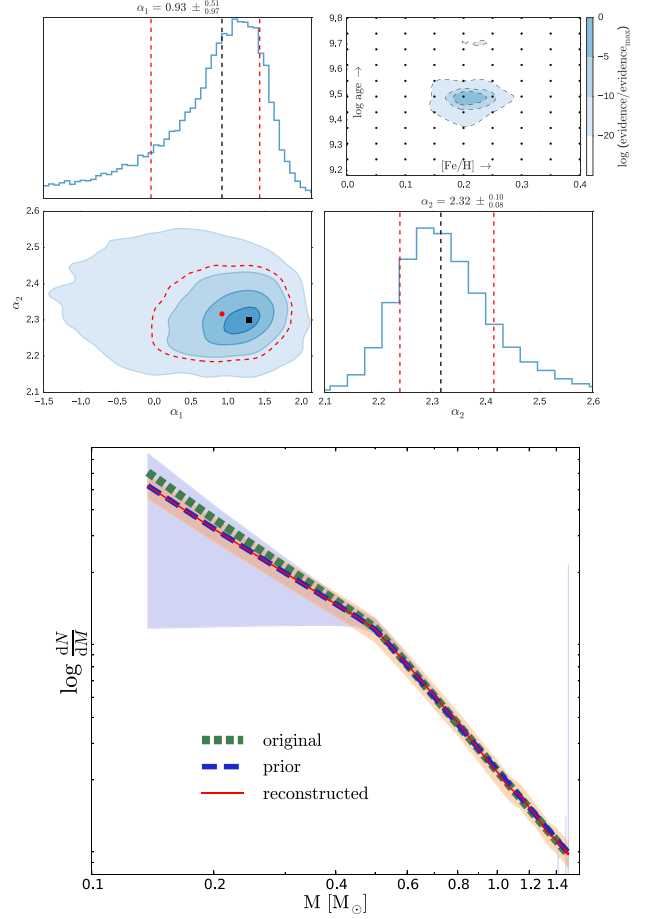 α₁ = 0.93 ± 0.51 0.97
9.8
9.7
9.6
9.5
9.4
9.3
9.2
log age →
[Fe/H] →
0.0 0.1 0.2 0.3 0.4
0
−5
−10
−20
log (evidence/evidence_max)
α₂ = 2.32 ± 0.10 0.08
2.6
2.5
2.4
2.3
2.2
2.1
α₂
−1.5 −1.0 −0.5 0.0 0.5 1.0 1.5 2.0
α₁
2.1 2.2 2.3 2.4 2.5 2.6
α₂
log dN/dM
original
prior
reconstructed
0.1 0.2 0.4 0.6 0.8 1.0 1.2 1.4
M [M⊙]